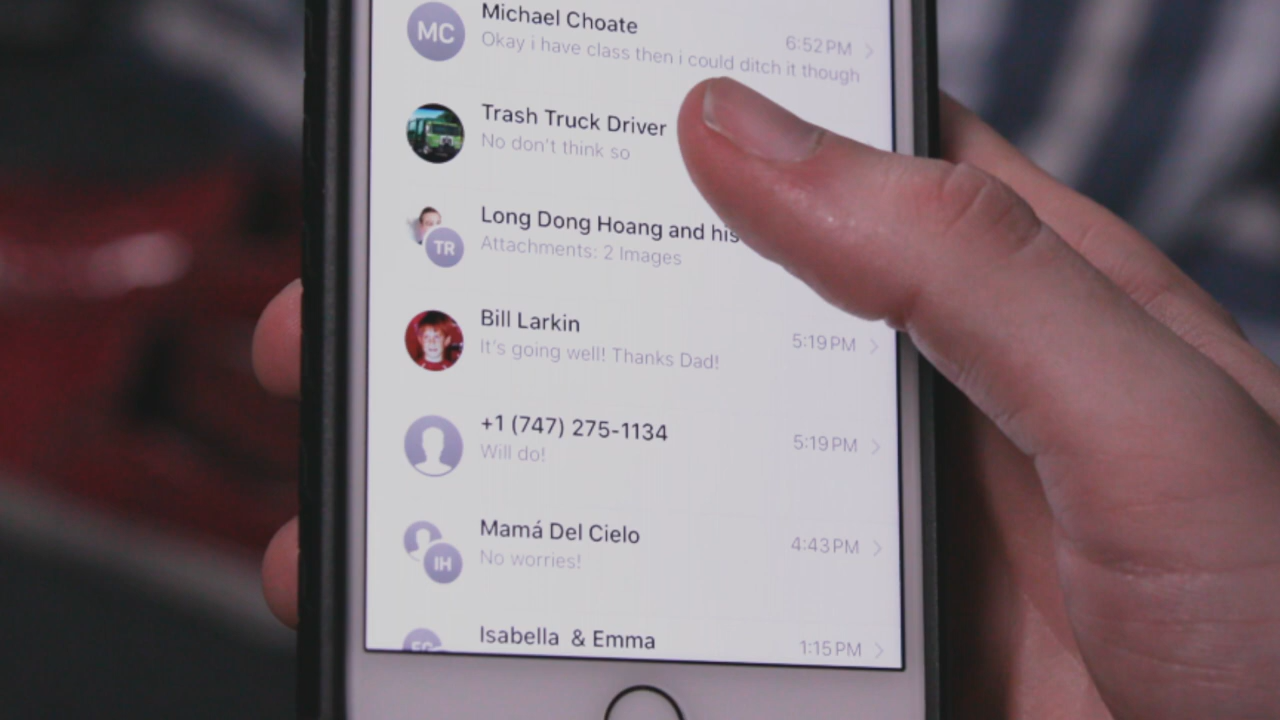 MC
Michael Choate
6:52 PM
Okay i have class then i could ditch it though
Trash Truck Driver
No don't think so
Long Dong Hoang and his
TR
Attachments: 2 Images
Bill Larkin
5:19 PM
It's going well! Thanks Dad!
+1 (747) 275-1134
5:19 PM
Will do!
Mamá Del Cielo
4:43 PM
IH
No worries!
Isabella & Emma
1:15 PM